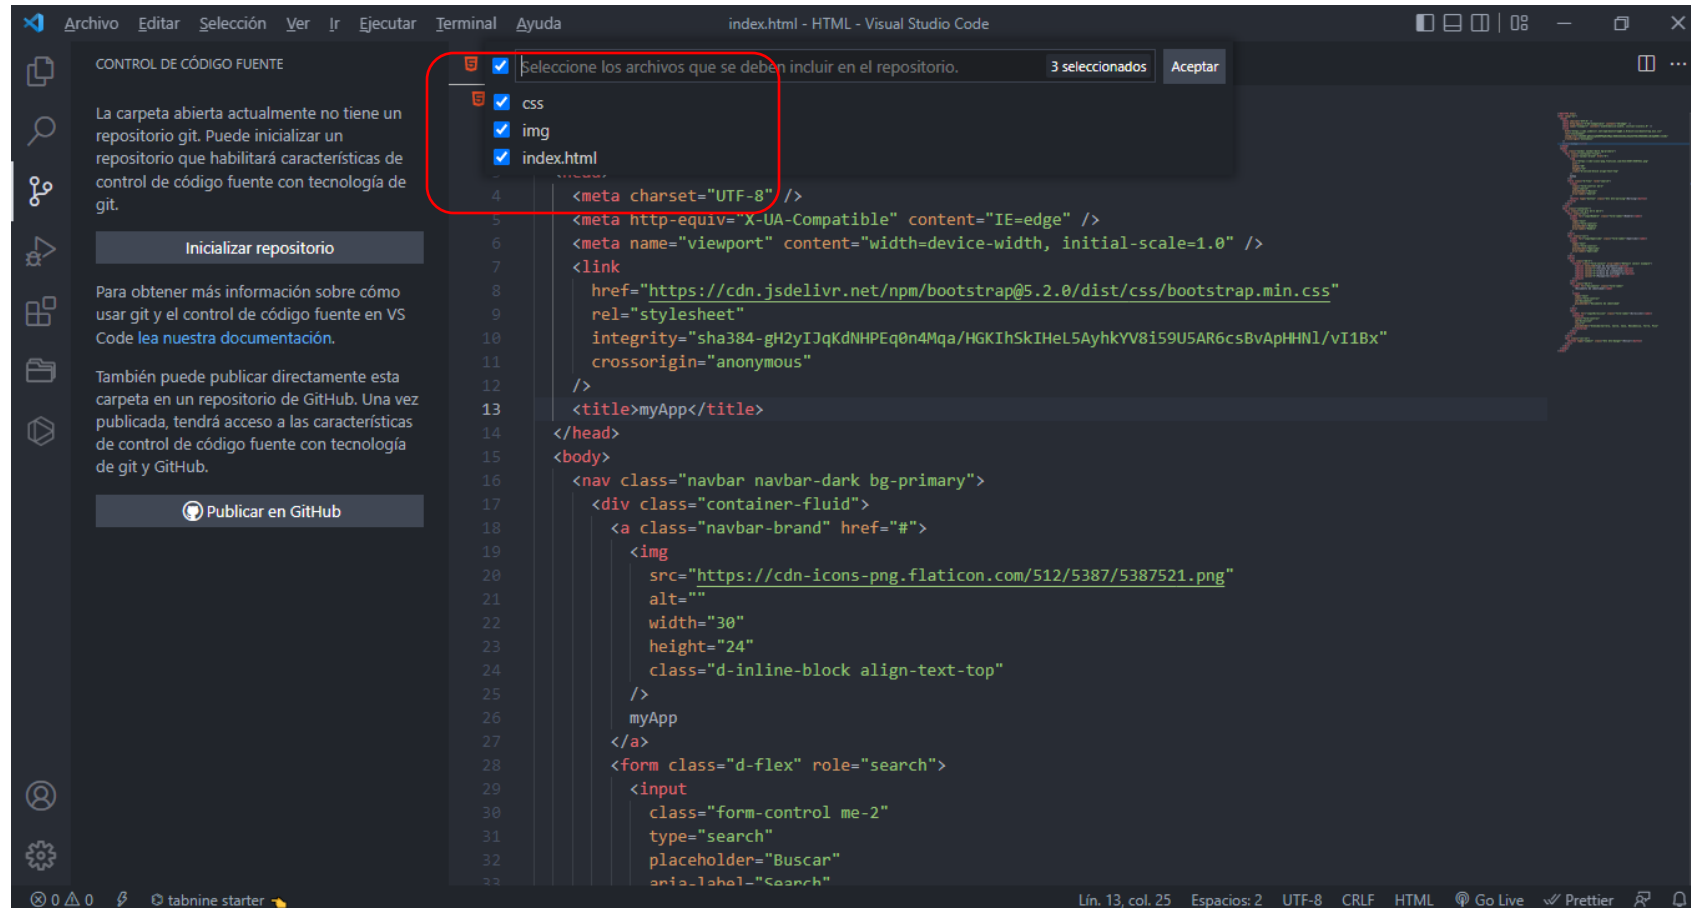 Archivo Editar Selección Ver Ir Ejecutar Terminal Ayuda
index.html - HTML - Visual Studio Code
CONTROL DE CÓDIGO FUENTE
La carpeta abierta actualmente no tiene un
repositorio git. Puede inicializar un
repositorio que habilitará características de
control de código fuente con tecnología de
git.
Inicializar repositorio
Para obtener más información sobre cómo
usar git y el control de código fuente en VS
Code lea nuestra documentación.
También puede publicar directamente esta
carpeta en un repositorio de GitHub. Una vez
publicada, tendrá acceso a las características
de control de código fuente con tecnología
de git y GitHub.
Publicar en GitHub
Seleccione los archivos que se deben incluir en el repositorio. 3 seleccionados Aceptar
css
img
index.html
3 <head>
4 <meta charset="UTF-8" />
5 <meta http-equiv="X-UA-Compatible" content="IE=edge" />
6 <meta name="viewport" content="width=device-width, initial-scale=1.0" />
7 <link
8 href="https://cdn.jsdelivr.net/npm/bootstrap@5.2.0/dist/css/bootstrap.min.css"
9 rel="stylesheet"
10 integrity="sha384-gH2yIJqKdNHPEq0n4Mqa/HGKIhSkIHeL5AyhkYV8i59U5AR6csBvApHHNl/vI1Bx"
11 crossorigin="anonymous"
12 />
13 <title>myApp</title>
14 </head>
15 <body>
16 <nav class="navbar navbar-dark bg-primary">
17 <div class="container-fluid">
18 <a class="navbar-brand" href="#">
19 <img
20 src="https://cdn-icons-png.flaticon.com/512/5387/5387521.png"
21 alt=""
22 width="30"
23 height="24"
24 class="d-inline-block align-text-top"
25 />
26 myApp
27 </a>
28 <form class="d-flex" role="search">
29 <input
30 class="form-control me-2"
31 type="search"
32 placeholder="Buscar"
33 aria-label="Search"
0 0 tabnine starter
Lín. 13, col. 25 Espacios: 2 UTF-8 CRLF HTML Go Live Prettier